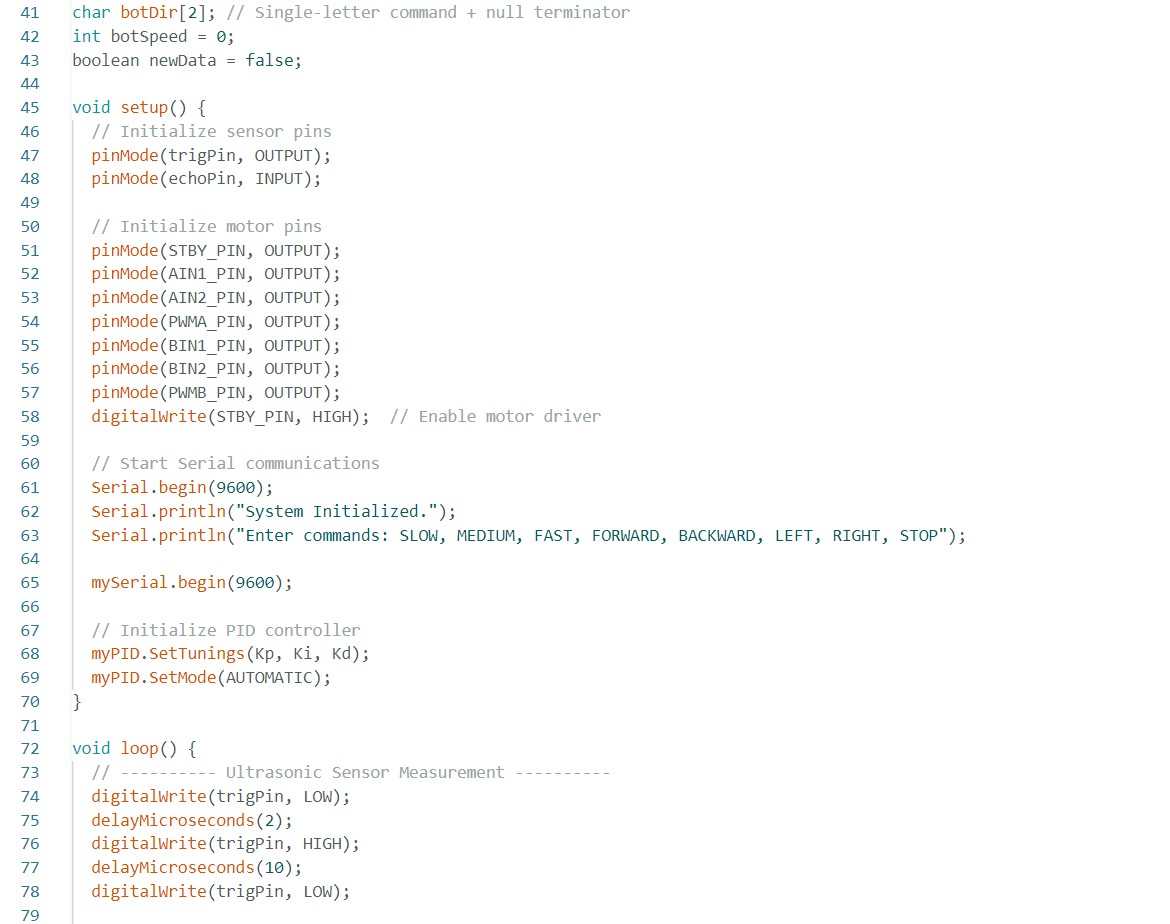 41 char botDir[2]; // Single-letter command + null terminator
42 int botSpeed = 0;
43 boolean newData = false;
44
45 void setup() {
46   // Initialize sensor pins
47   pinMode(trigPin, OUTPUT);
48   pinMode(echoPin, INPUT);
49
50   // Initialize motor pins
51   pinMode(STBY_PIN, OUTPUT);
52   pinMode(AIN1_PIN, OUTPUT);
53   pinMode(AIN2_PIN, OUTPUT);
54   pinMode(PWMA_PIN, OUTPUT);
55   pinMode(BIN1_PIN, OUTPUT);
56   pinMode(BIN2_PIN, OUTPUT);
57   pinMode(PWMB_PIN, OUTPUT);
58   digitalWrite(STBY_PIN, HIGH);  // Enable motor driver
59
60   // Start Serial communications
61   Serial.begin(9600);
62   Serial.println("System Initialized.");
63   Serial.println("Enter commands: SLOW, MEDIUM, FAST, FORWARD, BACKWARD, LEFT, RIGHT, STOP");
64
65   mySerial.begin(9600);
66
67   // Initialize PID controller
68   myPID.SetTunings(Kp, Ki, Kd);
69   myPID.SetMode(AUTOMATIC);
70 }
71
72 void loop() {
73   // ---------- Ultrasonic Sensor Measurement ----------
74   digitalWrite(trigPin, LOW);
75   delayMicroseconds(2);
76   digitalWrite(trigPin, HIGH);
77   delayMicroseconds(10);
78   digitalWrite(trigPin, LOW);
79